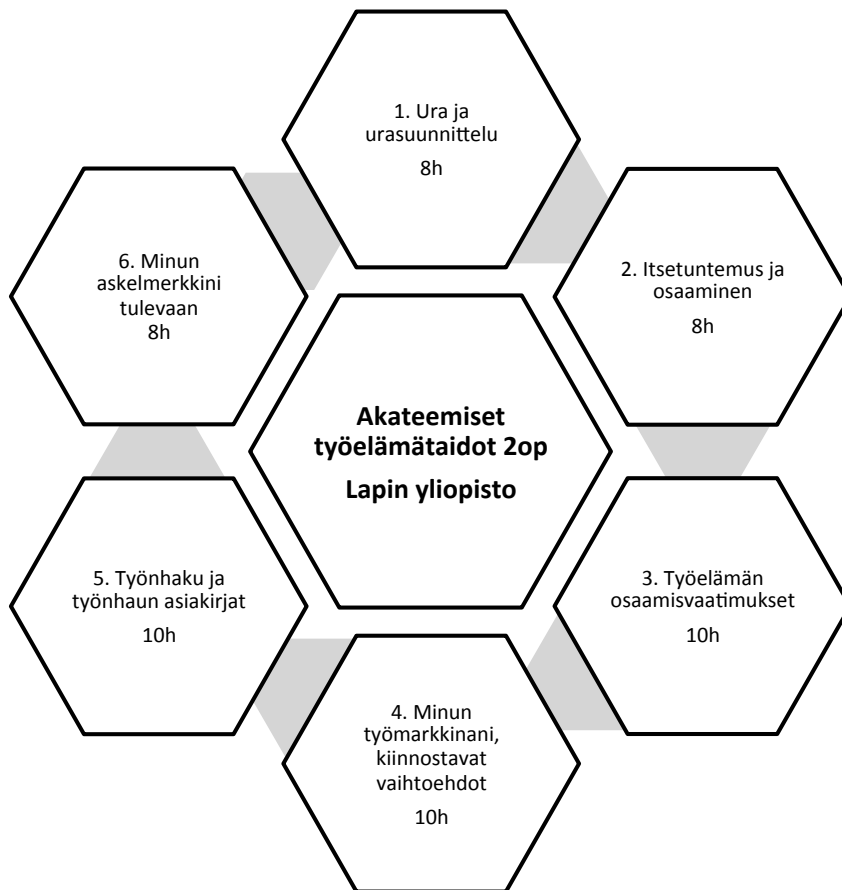 1. Ura ja
urasuunnittelu
8h
2. Itsetuntemus ja
osaaminen
8h
3. Työelämän
osaamisvaatimukset
10h
4. Minun
työmarkkinani,
kiinnostavat
vaihtoehdot
10h
5. Työnhaku ja
työnhaun asiakirjat
10h
6. Minun
askelmerkkini
tulevaan
8h
Akateemiset
työelämätaidot 2op
Lapin yliopisto